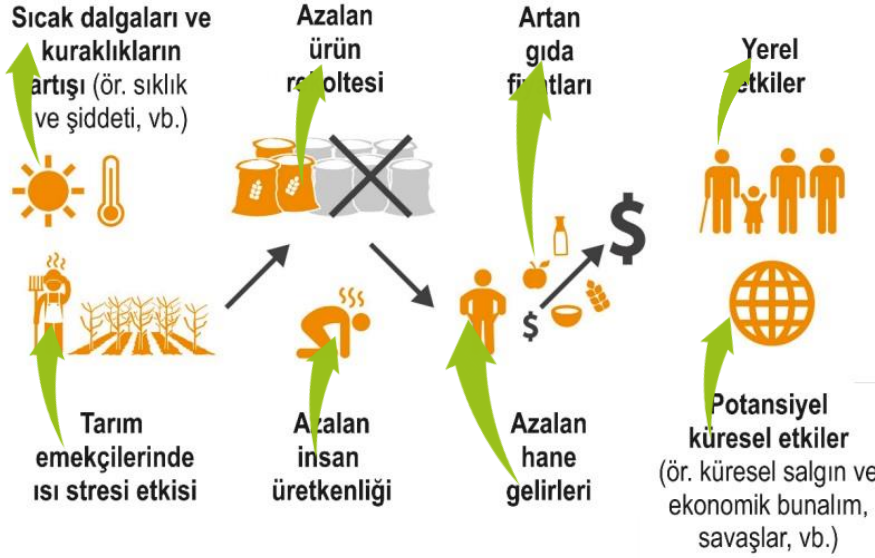 Sıcak dalgaları ve
kuraklıkların
artışı (ör. sıklık
ve şiddeti, vb.)
Azalan
ürün
rekoltesi
Artan
gıda
fiyatları
Yerel
etkiler
$
$
Tarım
emekçilerinde
ısı stresi etkisi
Azalan
insan
üretkenliği
Azalan
hane
gelirleri
Potansiyel
küresel etkiler
(ör. küresel salgın ve
ekonomik bunalım,
savaşlar, vb.)